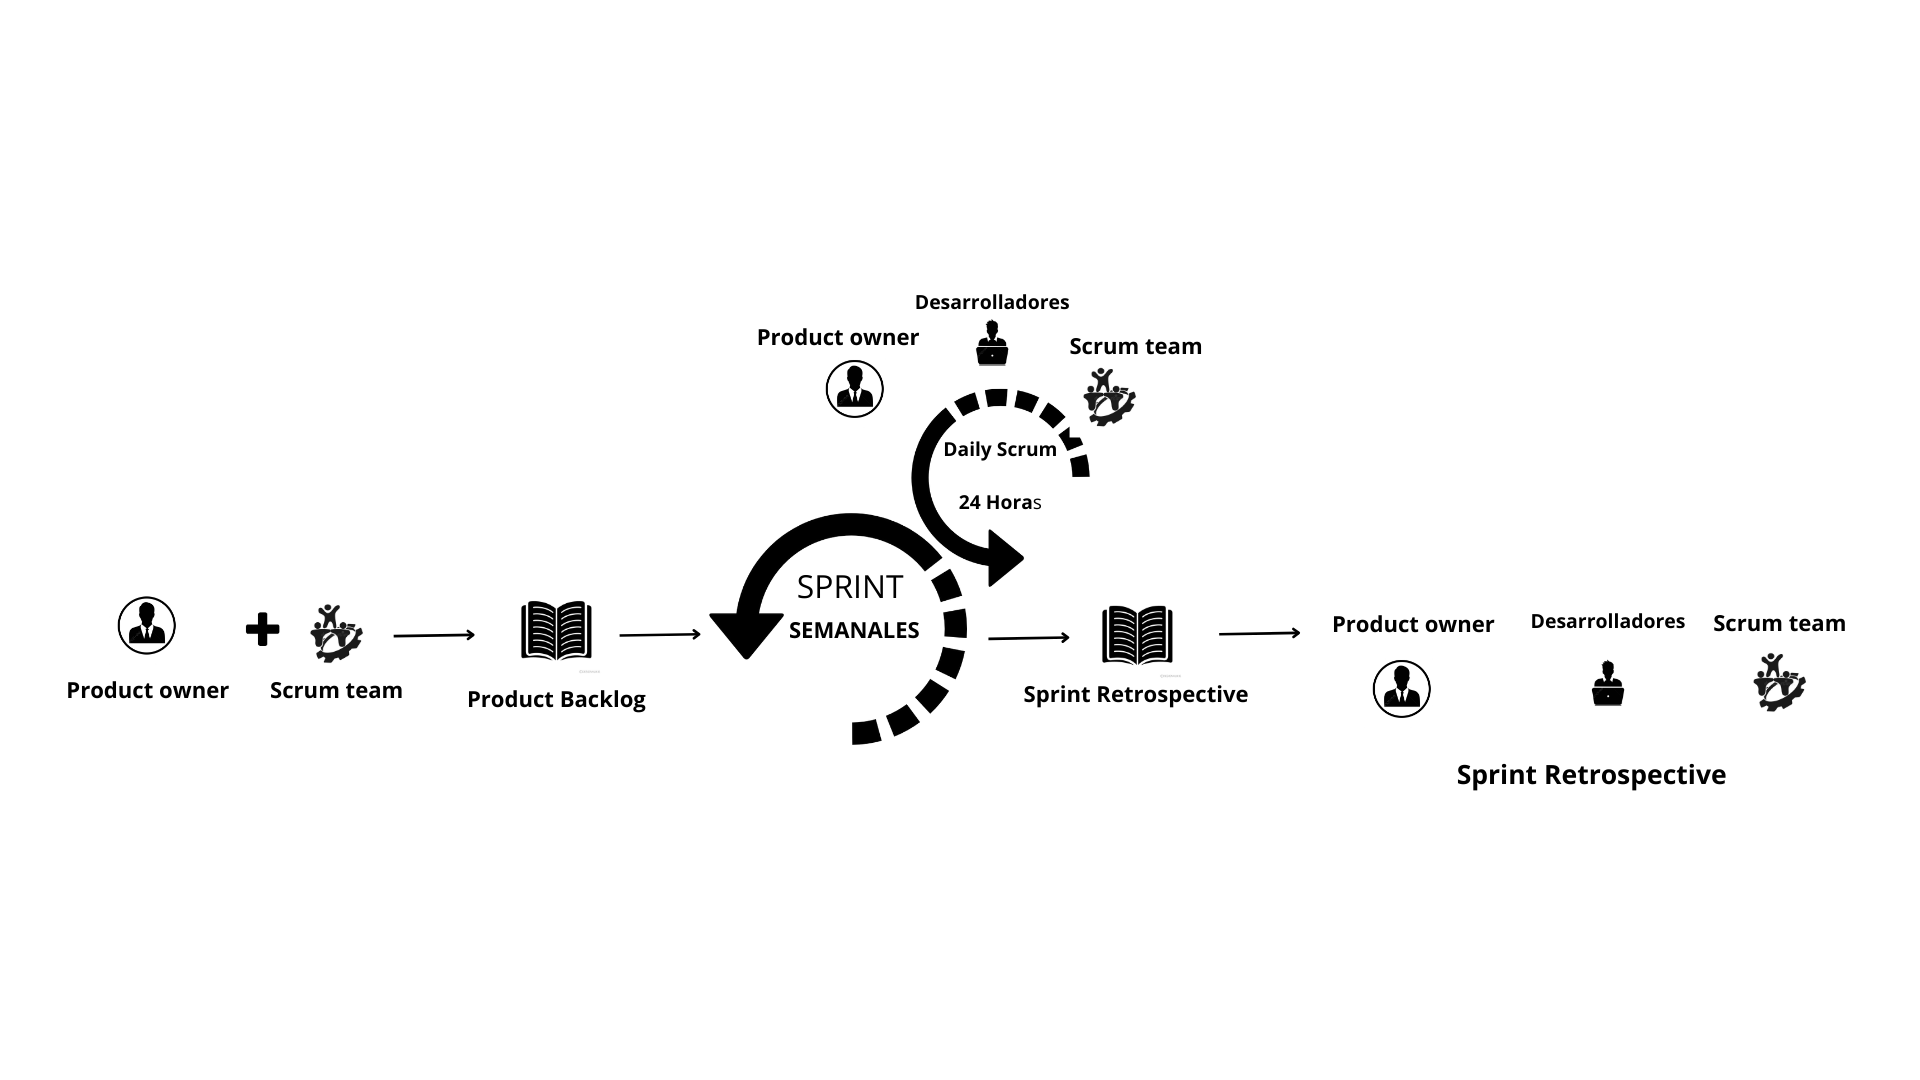 Desarrolladores
Product owner
Scrum team
Daily Scrum
24 Horas
SPRINT
SEMANALES
Product owner
Scrum team
Product Backlog
Sprint Retrospective
Product owner
Desarrolladores
Scrum team
Sprint Retrospective